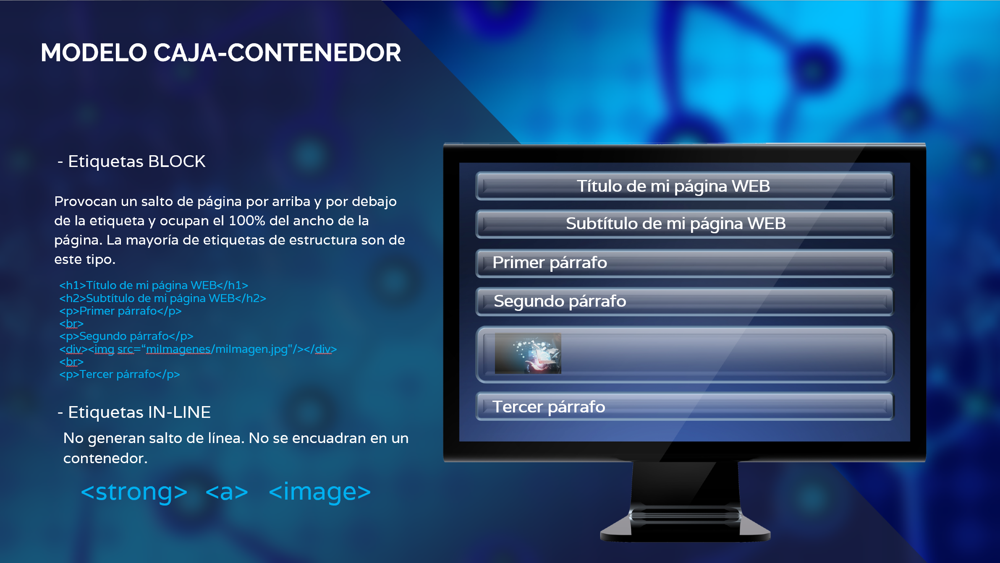 MODELO CAJA-CONTENEDOR
- Etiquetas BLOCK
Provocan un salto de página por arriba y por debajo
de la etiqueta y ocupan el 100% del ancho de la
página. La mayoría de etiquetas de estructura son de
este tipo.
<h1>Título de mi página WEB</h1>
<h2>Subtítulo de mi página WEB</h2>
<p>Primer párrafo</p>
<br>
<p>Segundo párrafo</p>
<div><img src=“miImagenes/miImagen.jpg"/></div>
<br>
<p>Tercer párrafo</p>
- Etiquetas IN-LINE
No generan salto de línea. No se encuadran en un
contenedor.
<strong> <a> <image>
Título de mi página WEB
Subtítulo de mi página WEB
Primer párrafo
Segundo párrafo
Tercer párrafo